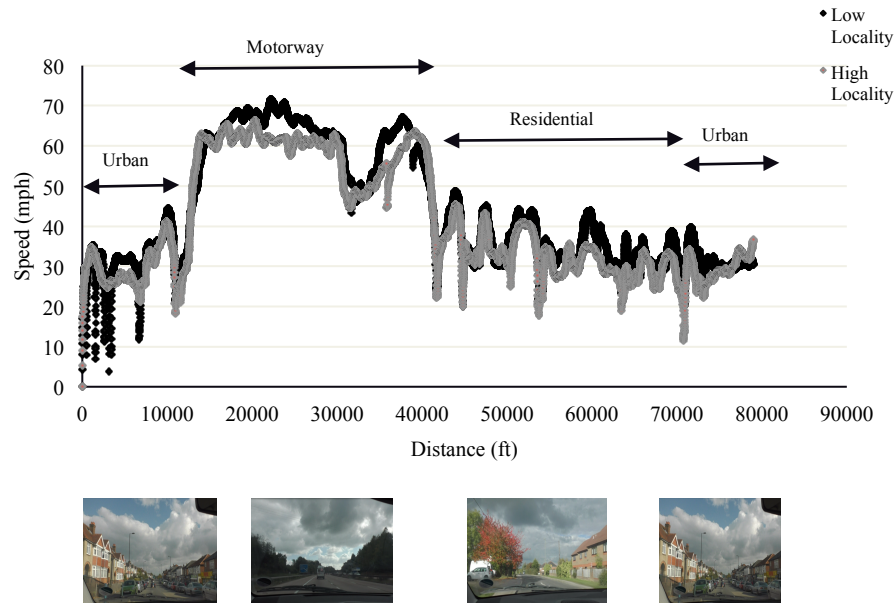 Low
Locality
High
Locality
Motorway
Residential
Urban
Urban
80
70
60
50
40
30
20
10
0
Speed (mph)
0 10000 20000 30000 40000 50000 60000 70000 80000 90000
Distance (ft)